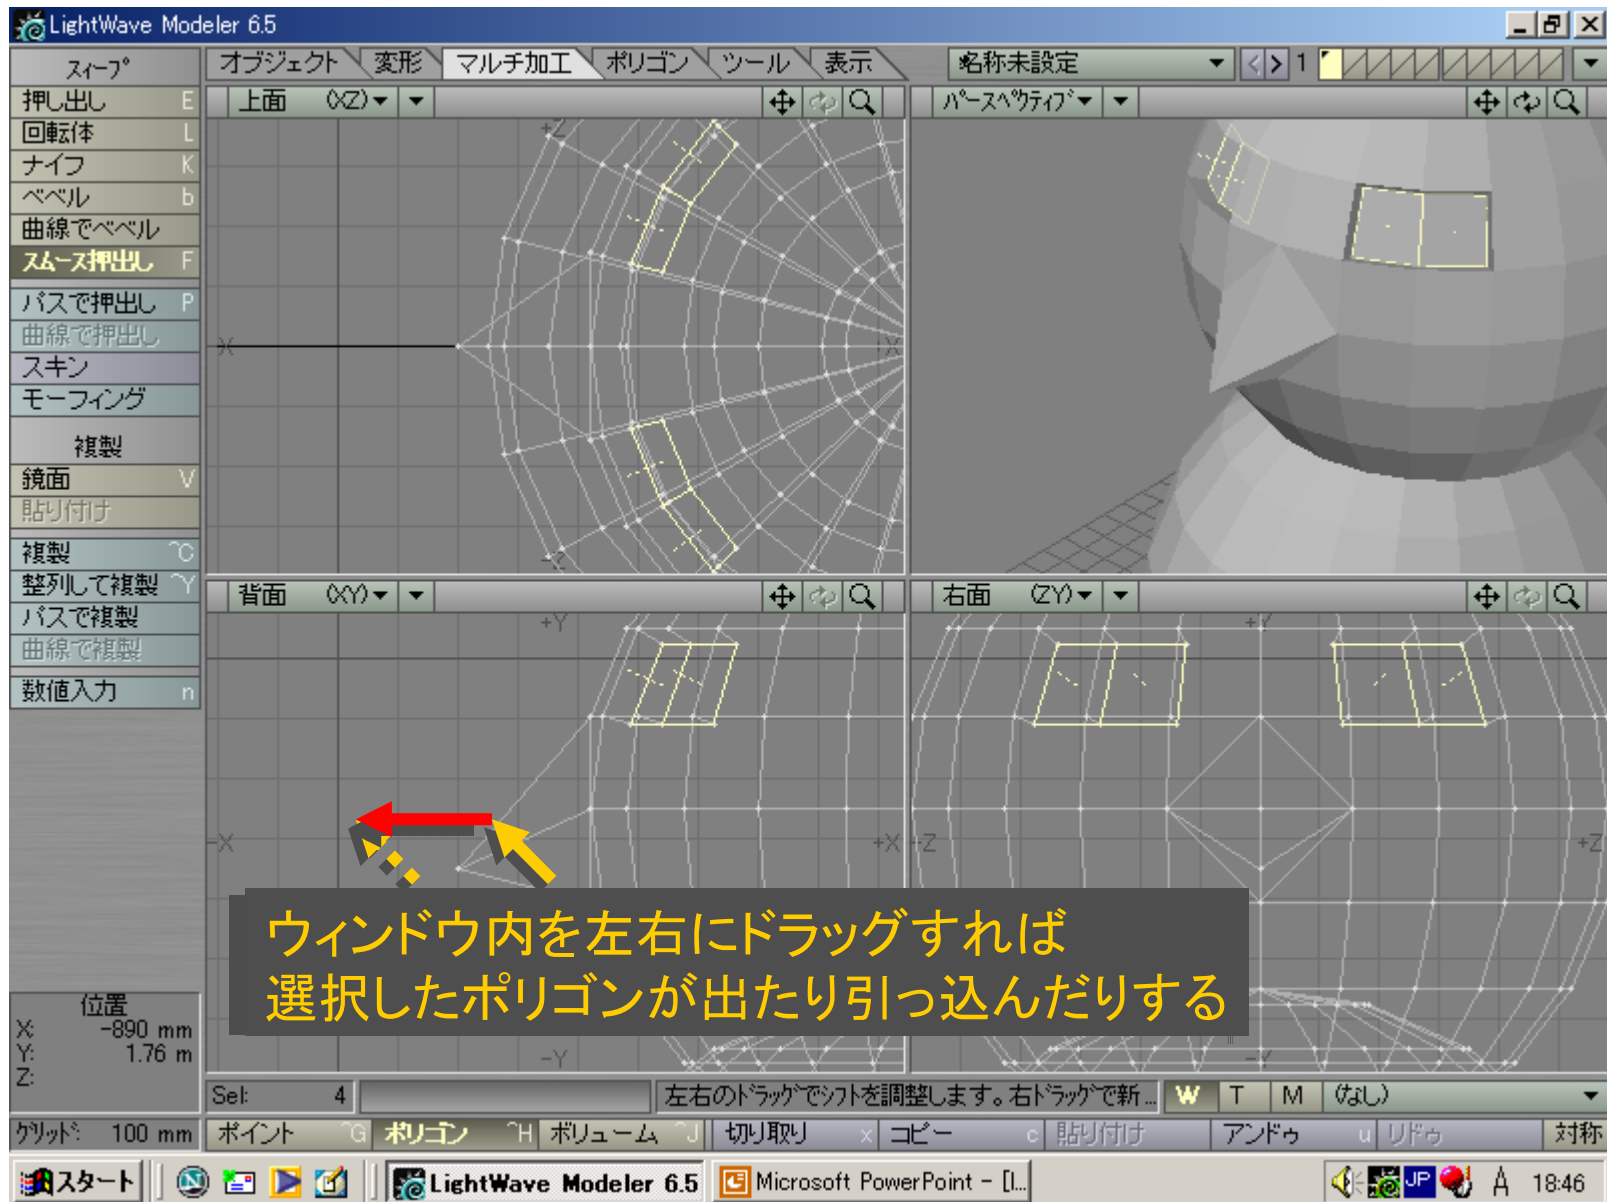 LightWave Modeler 6.5
スイープ
オブジェクト 変形 マルチ加工 ポリゴン ツール 表示
名称未設定
1
押し出し E
回転体 L
ナイフ K
ベベル b
曲線でベベル
スムース押出し F
パスで押出し P
曲線で押出し
スキン
モーフィング
複製
鏡面 V
貼り付け
複製 ^C
整列して複製 ^Y
パスで複製
曲線で複製
数値入力 n
上面 (XZ)
パースペクティブ
+Z
-X
+X
-Z
背面 (XY)
右面 (ZY)
+Y
+Y
-X
+X
-Z
+Z
-Y
-Y
ウィンドウ内を左右にドラッグすれば
選択したポリゴンが出たり引っ込んだりする
位置
X: -890 mm
Y: 1.76 m
Z:
Sel: 4
左右のドラッグでシフトを調整します。右ドラッグで新...
W T M (なし)
グリッド: 100 mm
ポイント ^G ポリゴン ^H ボリューム ^J 切り取り x コピー c 貼り付け アンドゥ u リドゥ 対称
スタート
LightWave Modeler 6.5
Microsoft PowerPoint - [I...
JP
A
18:46